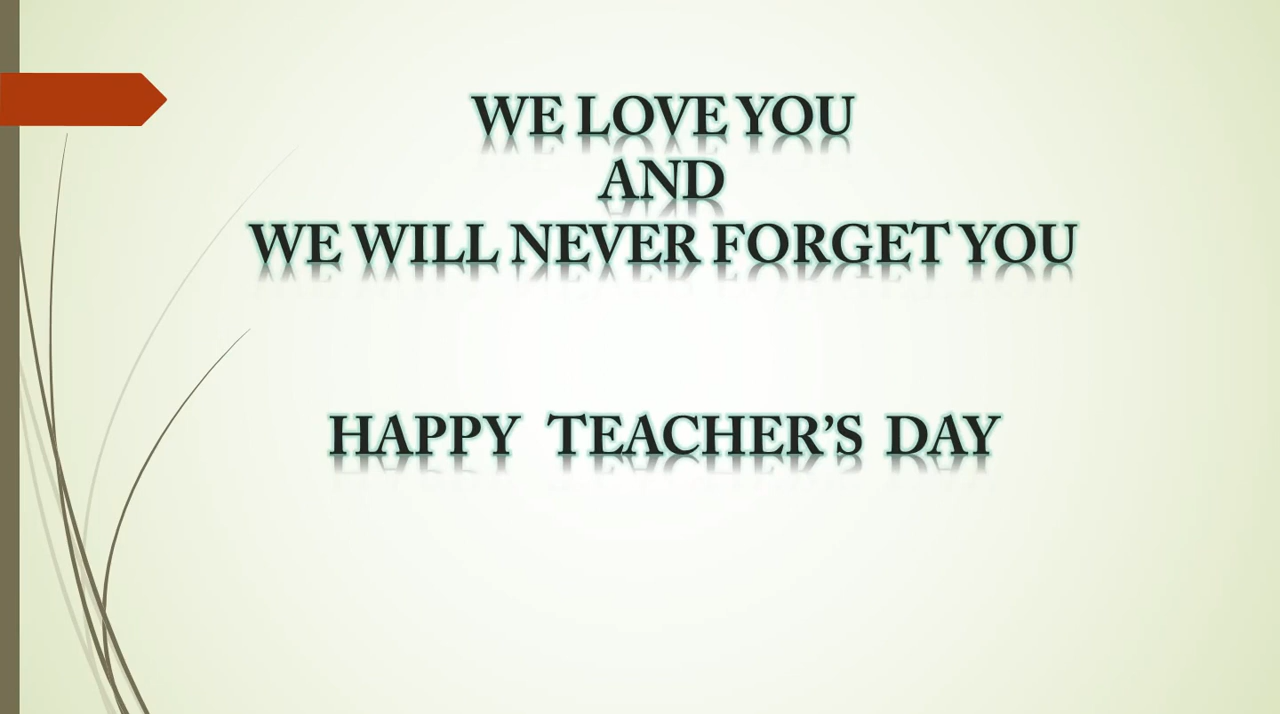 WE LOVE YOU
AND
WE WILL NEVER FORGET YOU
HAPPY TEACHER’S DAY